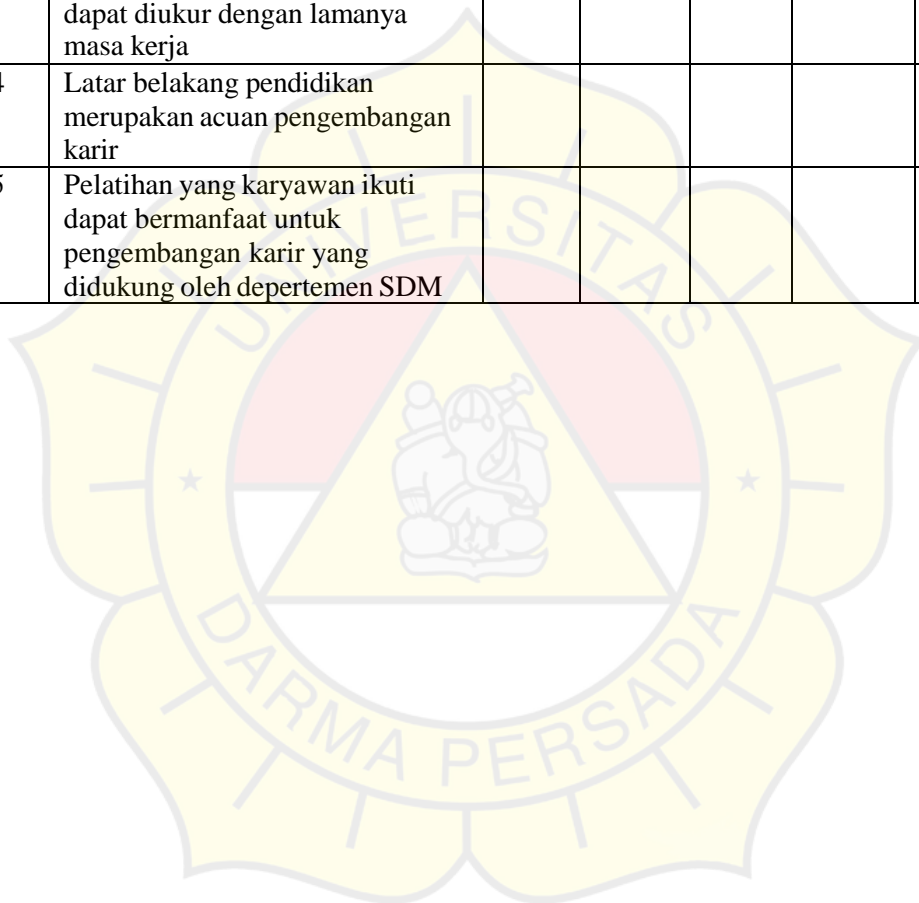 dapat diukur dengan lamanya
masa kerja
4 Latar belakang pendidikan
merupakan acuan pengembangan
karir
5 Pelatihan yang karyawan ikuti
dapat bermanfaat untuk
pengembangan karir yang
didukung oleh depertemen SDM
UNIVERSITAS
DARMA PERSADA